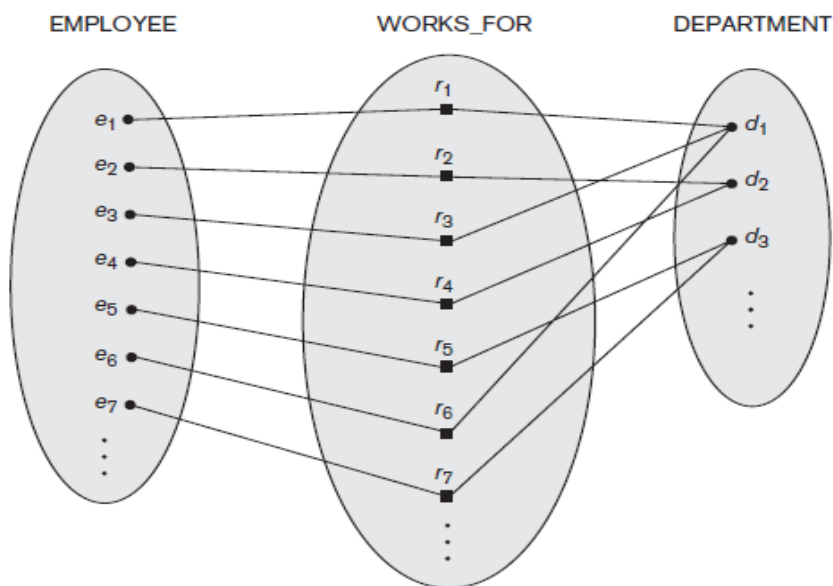 EMPLOYEE WORKS_FOR DEPARTMENT
e1
e2
e3
e4
e5
e6
e7
r1
r2
r3
r4
r5
r6
r7
d1
d2
d3